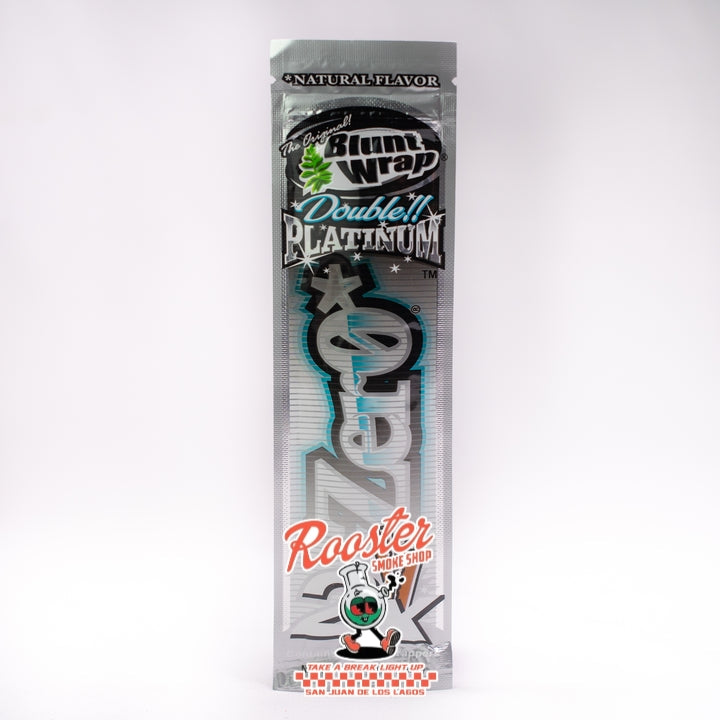 *NATURAL FLAVOR
The Original!
Blunt
Wrap®
Double!!
PLATINUM
TM
Zero*
®
Rooster
SMOKE SHOP
2X
TAKE A BREAK LIGHT UP
SAN JUAN DE LOS LAGOS